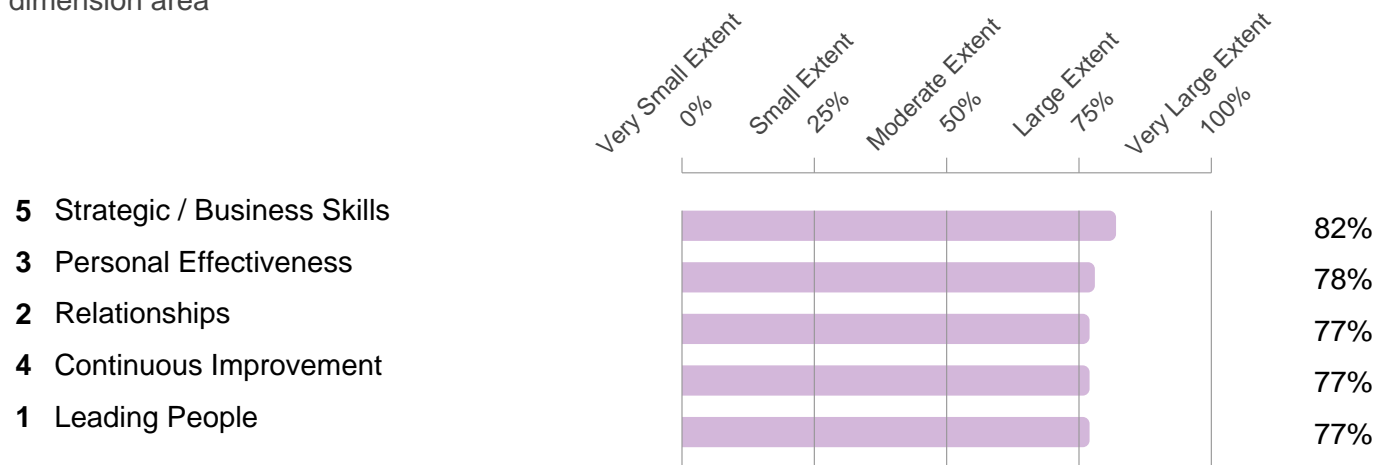 dimension area
Very Small Extent
0%
Small Extent
25%
Moderate Extent
50%
Large Extent
75%
Very Large Extent
100%
5 Strategic / Business Skills 82%
3 Personal Effectiveness 78%
2 Relationships 77%
4 Continuous Improvement 77%
1 Leading People 77%